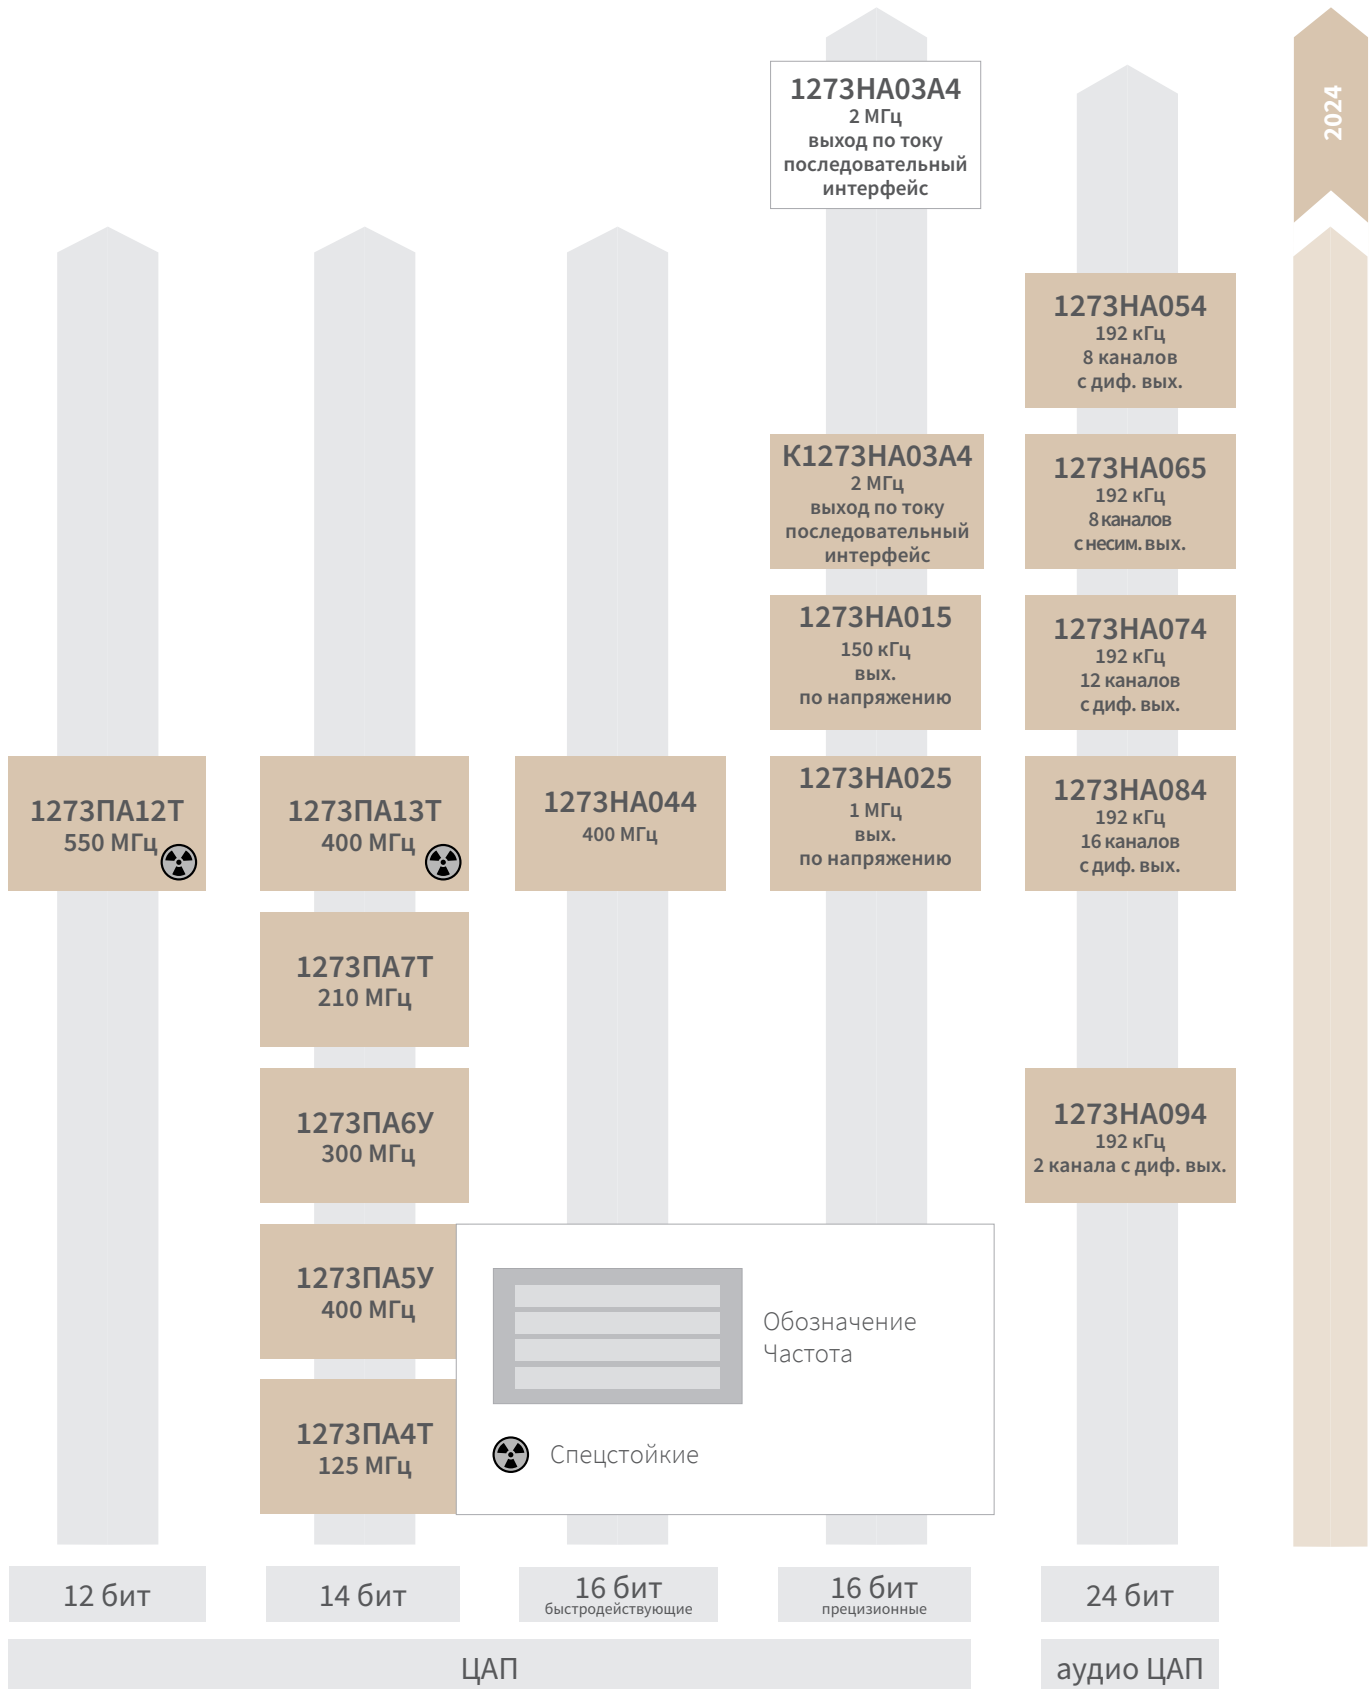 1273НА03А4
2 МГц
выход по току
последовательный
интерфейс
2024
1273НА054
192 кГц
8 каналов
с диф. вых.
К1273НА03А4
2 МГц
выход по току
последовательный
интерфейс
1273НА065
192 кГц
8 каналов
с несим. вых.
1273НА015
150 кГц
вых.
по напряжению
1273НА074
192 кГц
12 каналов
с диф. вых.
1273ПА12Т
550 МГц
1273ПА13Т
400 МГц
1273НА044
400 МГц
1273НА025
1 МГц
вых.
по напряжению
1273НА084
192 кГц
16 каналов
с диф. вых.
1273ПА7Т
210 МГц
1273ПА6У
300 МГц
1273НА094
192 кГц
2 канала с диф. вых.
1273ПА5У
400 МГц
1273ПА4Т
125 МГц
Обозначение
Частота
Спецстойкие
12 бит
14 бит
16 бит
быстродействующие
16 бит
прецизионные
24 бит
ЦАП
аудио ЦАП